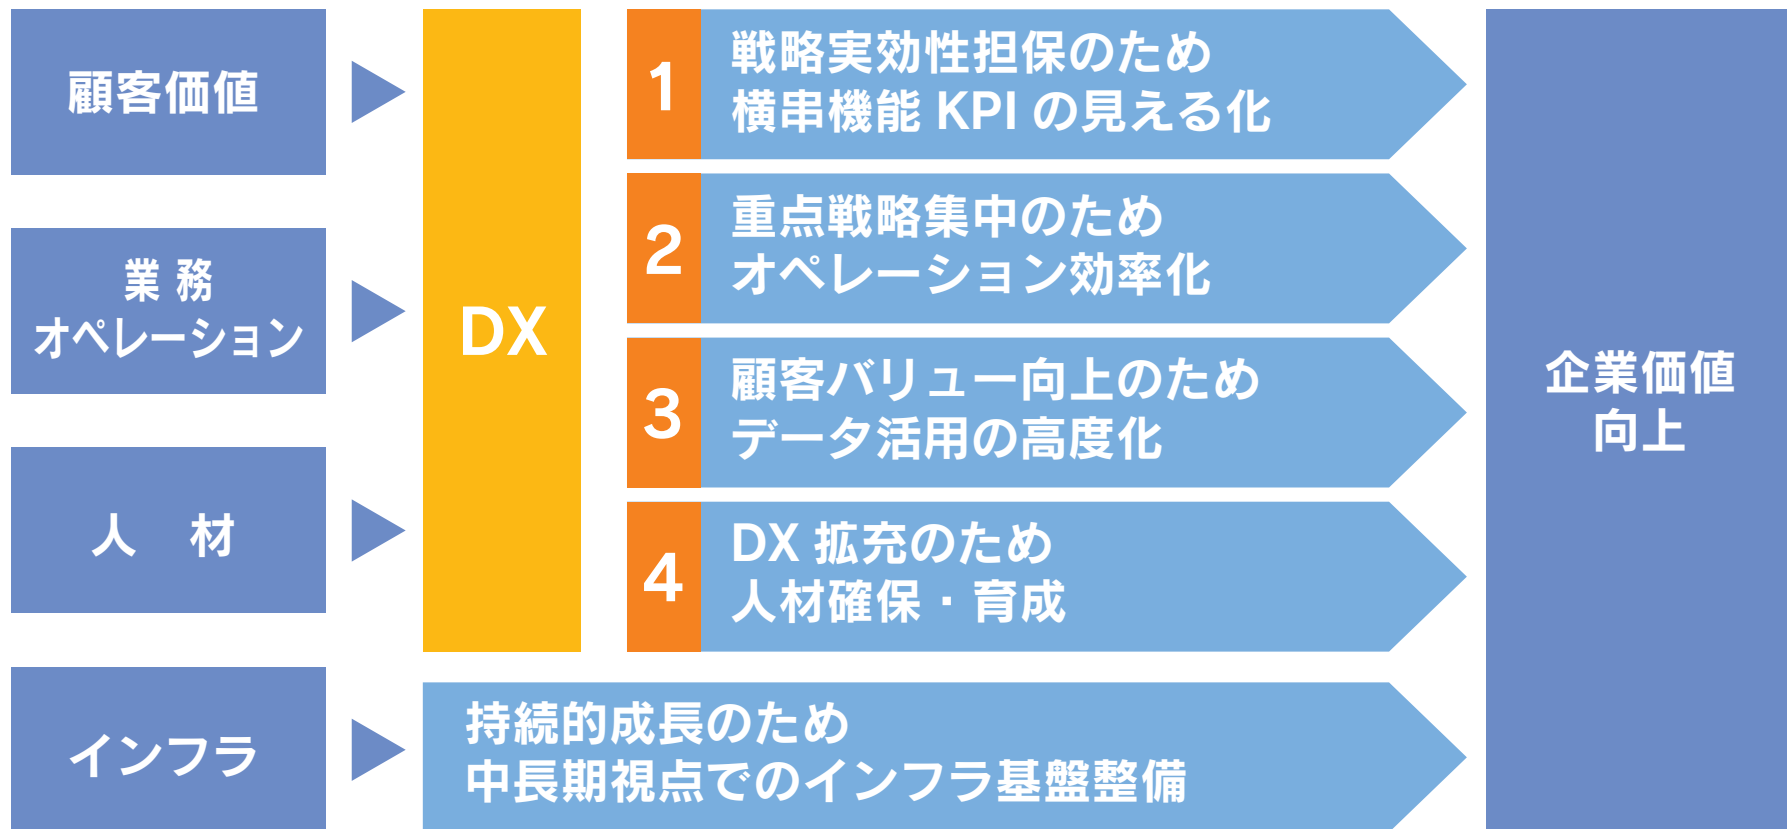 顧客価値
業 務
オペレーション
人 材
インフラ
DX
1
戦略実効性担保のため
横串機能 KPI の見える化
2
重点戦略集中のため
オペレーション効率化
3
顧客バリュー向上のため
データ活用の高度化
4
DX 拡充のため
人材確保・育成
持続的成長のため
中長期視点でのインフラ基盤整備
企業価値
向上